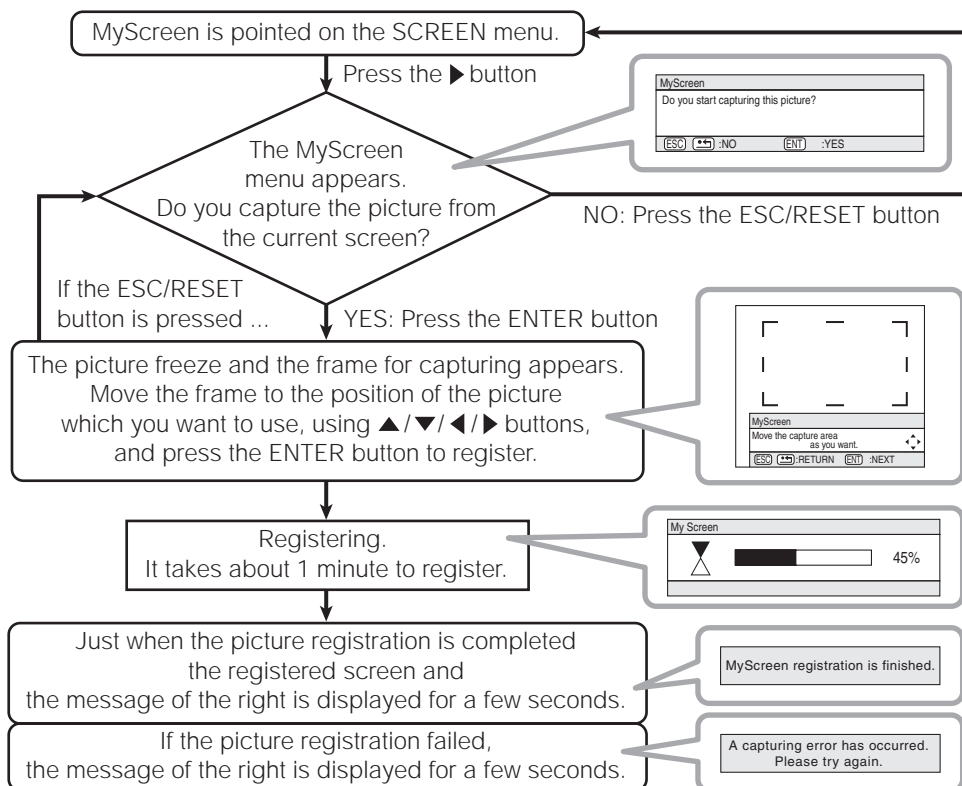 MyScreen is pointed on the SCREEN menu.
Press the ▶ button
MyScreen
Do you start capturing this picture?
ESC :NO ENT :YES
The MyScreen
menu appears.
Do you capture the picture from
the current screen?
NO: Press the ESC/RESET button
If the ESC/RESET
button is pressed ...
YES: Press the ENTER button
The picture freeze and the frame for capturing appears.
Move the frame to the position of the picture
which you want to use, using ▲/▼/◀/▶ buttons,
and press the ENTER button to register.
MyScreen
Move the capture area
as you want.
ESC :RETURN ENT :NEXT
Registering.
It takes about 1 minute to register.
My Screen
45%
Just when the picture registration is completed
the registered screen and
the message of the right is displayed for a few seconds.
MyScreen registration is finished.
If the picture registration failed,
the message of the right is displayed for a few seconds.
A capturing error has occurred.
Please try again.